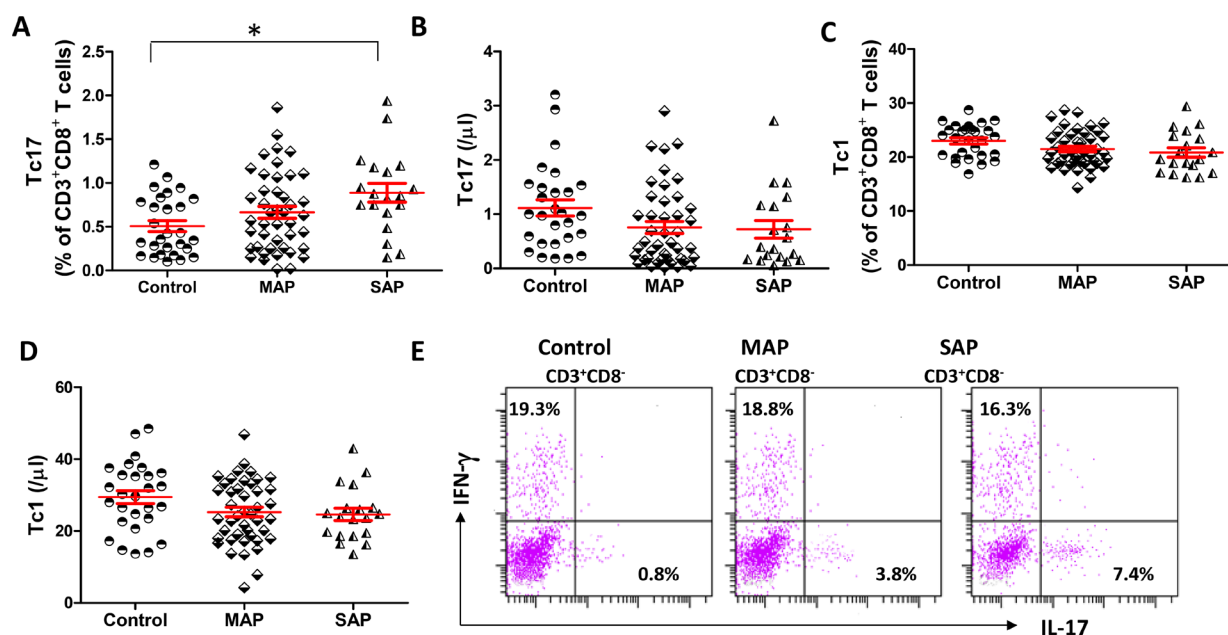 A
Tc17
(% of CD3+CD8+ T cells)
2.5
2.0
1.5
1.0
0.5
0.0
*
Control
MAP
SAP
B
Tc17 (/μl)
4
3
2
1
0
Control
MAP
SAP
C
Tc1
(% of CD3+CD8+ T cells)
40
30
20
10
0
Control
MAP
SAP
D
Tc1 (/μl)
60
40
20
0
Control
MAP
SAP
E
Control
MAP
SAP
CD3+CD8-
CD3+CD8-
CD3+CD8-
19.3%
18.8%
16.3%
0.8%
3.8%
7.4%
IFN-γ
IL-17